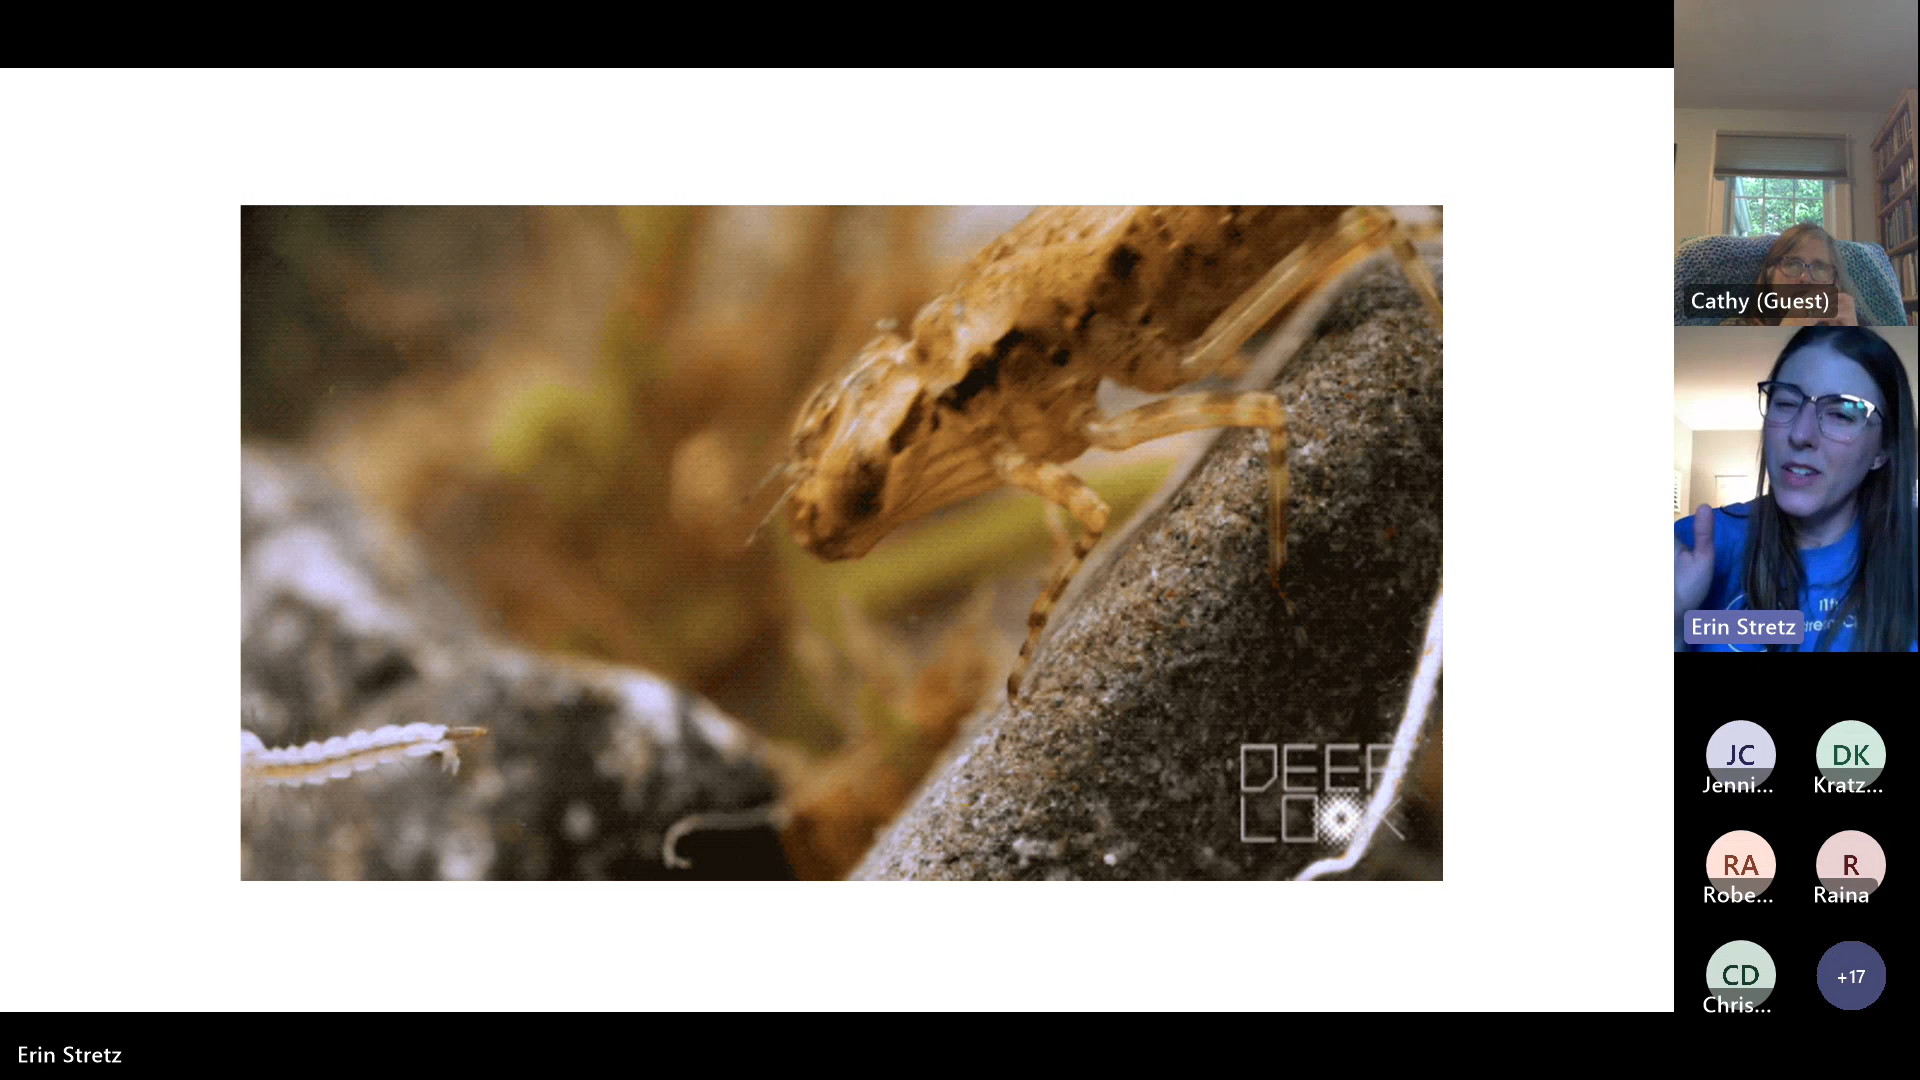 DEEP
LOOK
Cathy (Guest)
Erin Stretz
JC
Jenni...
DK
Kratz...
RA
Robe...
R
Raina
CD
Chris...
+17
Erin Stretz